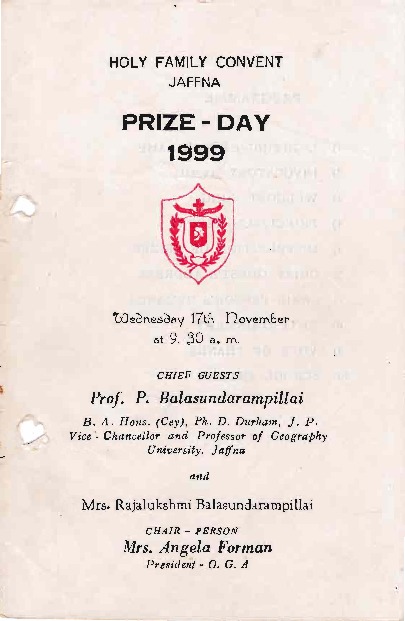 HOLY FAMILY CONVENT
JAFFNA
PRIZE - DAY
1999
Wednesday 17th November
at 9. 30 a. m.
CHIEF GUESTS
Prof. P. Balasundarampillai
B. A. Hons. (Cey), Ph. D. Durham, J. P.
Vice - Chancellor and Professor of Geography
University, Jaffna
and
Mrs. Rajalukshmi Balasundarampillai
CHAIR - PERSON
Mrs. Angela Forman
President - O. G. A